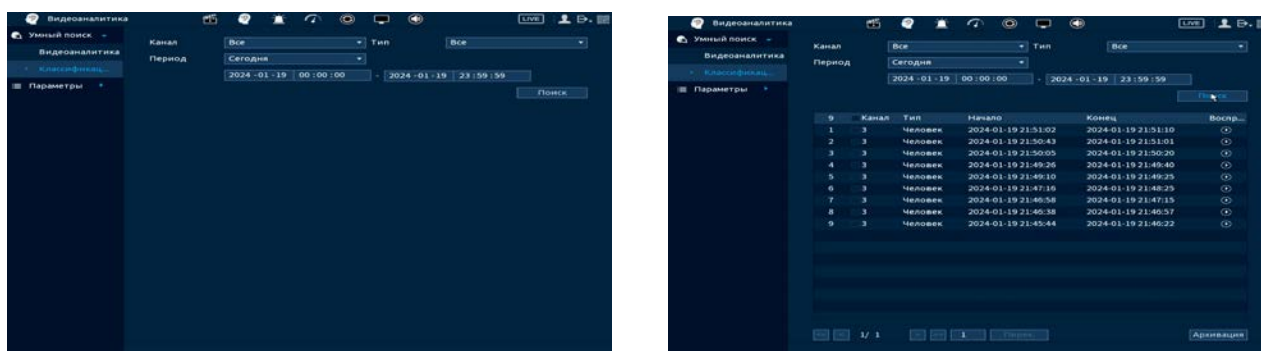 Видеоаналитика LIVE
Умный поиск
Видеоаналитика
Классификац...
Параметры
Канал Все Тип Все
Период Сегодня
2024 -01 -19 00 :00 :00 - 2024 -01 -19 23 :59 :59
Поиск
Видеоаналитика LIVE
Умный поиск
Видеоаналитика
Классификац...
Параметры
Канал Все Тип Все
Период Сегодня
2024 -01 -19 00 :00 :00 - 2024 -01 -19 23 :59 :59
Поиск
9 Канал Тип Начало Конец Воспр...
1 3 Человек 2024-01-19 21:51:02 2024-01-19 21:51:10
2 3 Человек 2024-01-19 21:50:43 2024-01-19 21:51:01
3 3 Человек 2024-01-19 21:50:05 2024-01-19 21:50:20
4 3 Человек 2024-01-19 21:49:26 2024-01-19 21:49:40
5 3 Человек 2024-01-19 21:49:10 2024-01-19 21:49:25
6 3 Человек 2024-01-19 21:47:16 2024-01-19 21:48:25
7 3 Человек 2024-01-19 21:46:58 2024-01-19 21:47:15
8 3 Человек 2024-01-19 21:46:38 2024-01-19 21:46:57
9 3 Человек 2024-01-19 21:45:44 2024-01-19 21:46:22
1/ 1 1 Архивация